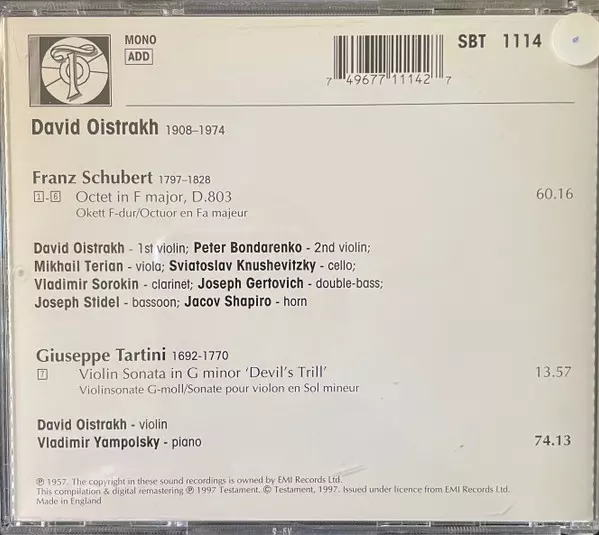 MONO
ADD
SBT 1114
7 49677 11142 7
David Oistrakh 1908–1974
Franz Schubert 1797–1828
1-6 Octet in F major, D.803 60.16
Okett F-dur/Octuor en Fa majeur
David Oistrakh - 1st violin; Peter Bondarenko - 2nd violin;
Mikhail Terian - viola; Sviatoslav Knushevitzky - cello;
Vladimir Sorokin - clarinet; Joseph Gertovich - double-bass;
Joseph Stidel - bassoon; Jacov Shapiro - horn
Giuseppe Tartini 1692-1770
7 Violin Sonata in G minor ‘Devil’s Trill’ 13.57
Violinsonate G-moll/Sonate pour violon en Sol mineur
David Oistrakh - violin
Vladimir Yampolsky - piano 74.13
℗ 1957. The copyright in these sound recordings is owned by EMI Records Ltd.
This compilation & digital remastering ℗ 1997 Testament. © Testament, 1997. Issued under licence from EMI Records Ltd.
Made in England